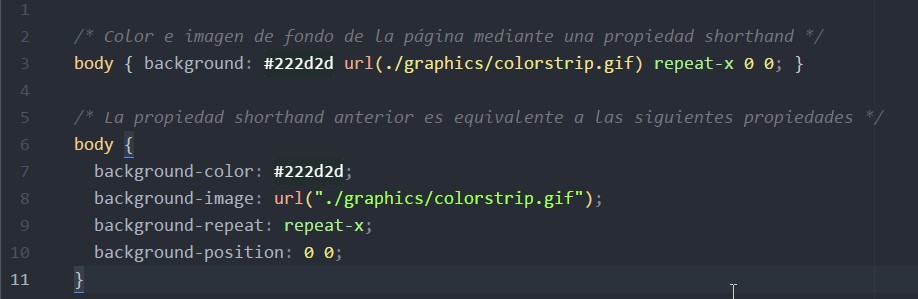 1
2 /* Color e imagen de fondo de la página mediante una propiedad shorthand */
3 body { background: #222d2d url(./graphics/colorstrip.gif) repeat-x 0 0; }
4
5 /* La propiedad shorthand anterior es equivalente a las siguientes propiedades */
6 body {
7 background-color: #222d2d;
8 background-image: url("./graphics/colorstrip.gif");
9 background-repeat: repeat-x;
10 background-position: 0 0;
11 }